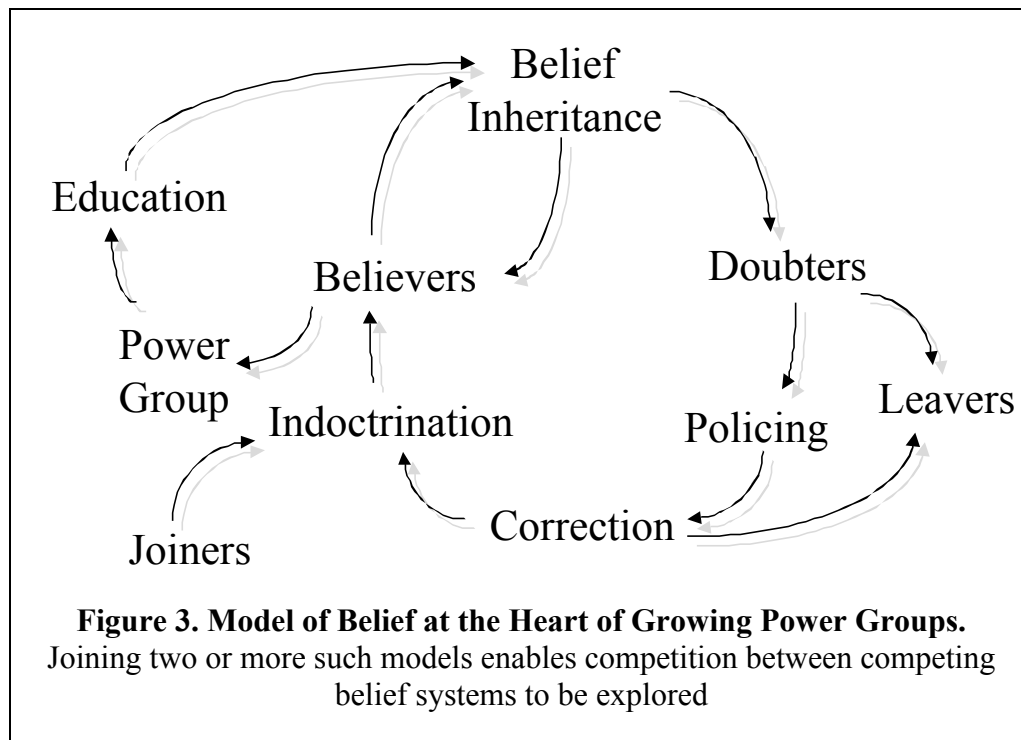 Belief
Inheritance
Education
Believers
Doubters
Power
Group
Leavers
Indoctrination
Policing
Correction
Joiners
Figure 3. Model of Belief at the Heart of Growing Power Groups.
Joining two or more such models enables competition between competing
belief systems to be explored